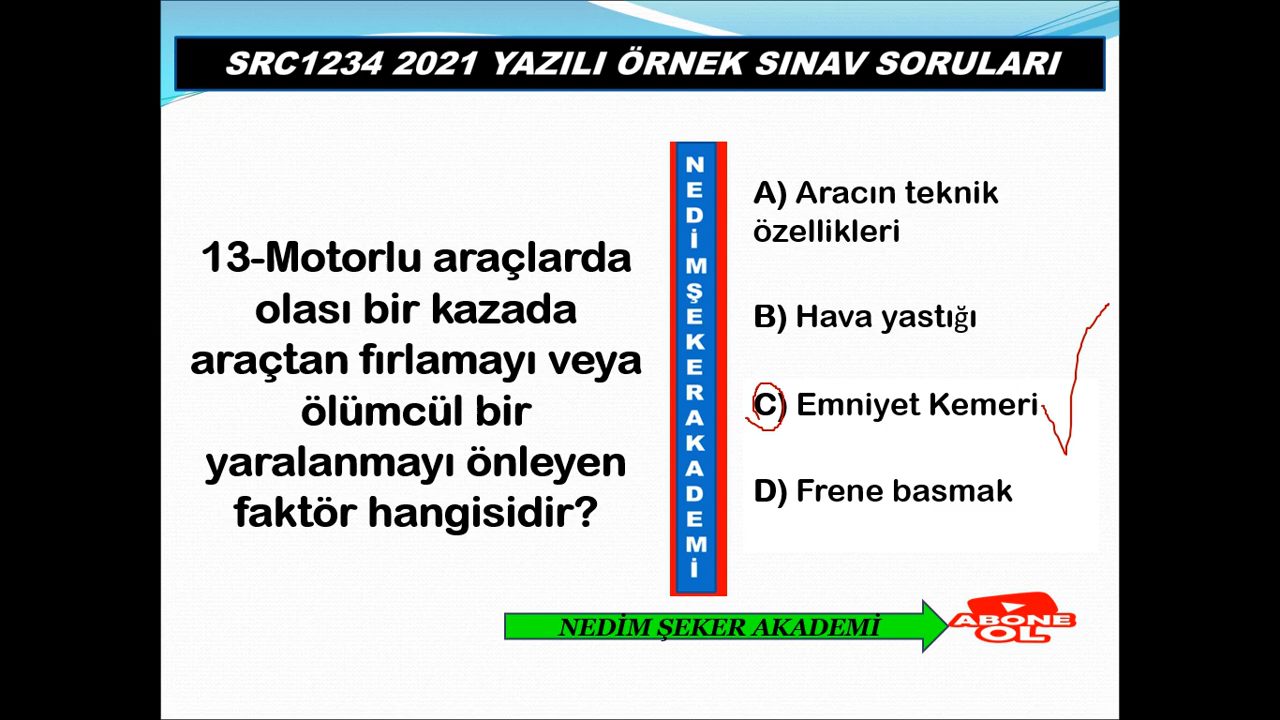 SRC1234 2021 YAZILI ÖRNEK SINAV SORULARI
13-Motorlu araçlarda
olası bir kazada
araçtan fırlamayı veya
ölümcül bir
yaralanmayı önleyen
faktör hangisidir?
NEDİMŞEKERAKADEMİ
A) Aracın teknik
özellikleri
B) Hava yastığı
C) Emniyet Kemeri
D) Frene basmak
NEDİM ŞEKER AKADEMİ
ABONE
OL